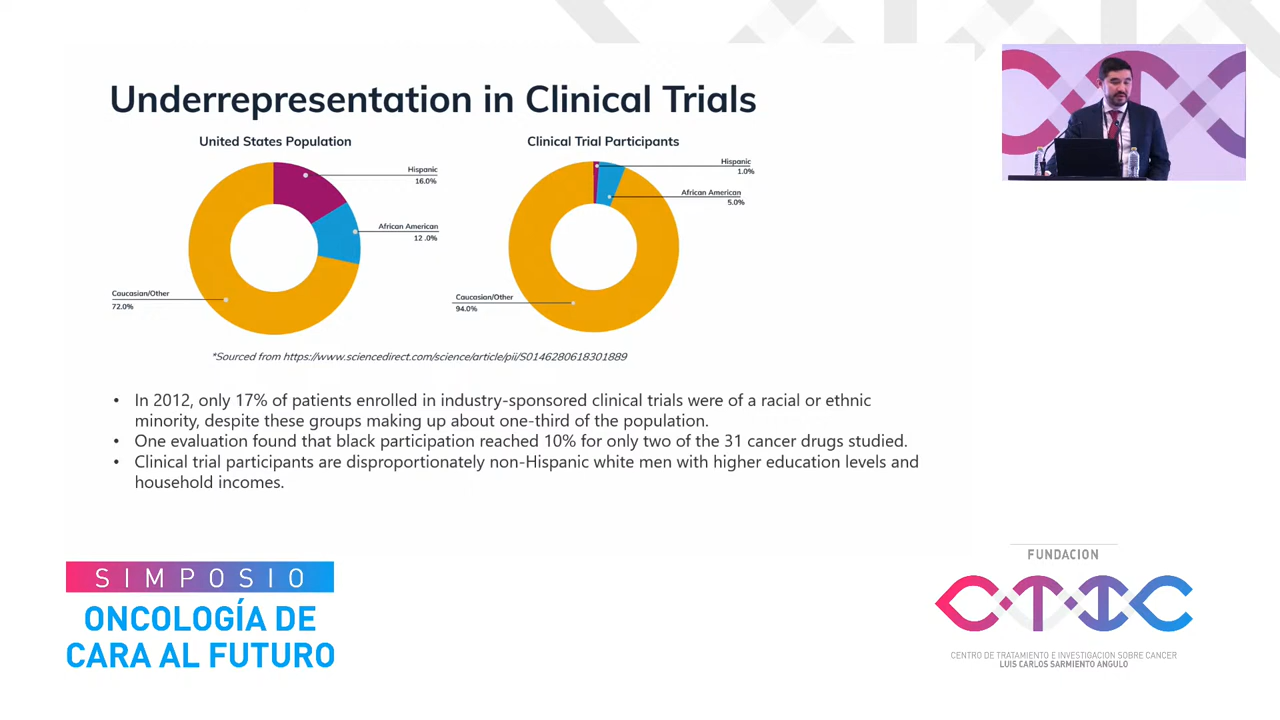 Underrepresentation in Clinical Trials
United States Population
Hispanic
16.0%
African American
12 .0%
Caucasian/Other
72.0%
Clinical Trial Participants
Hispanic
1.0%
African American
5.0%
Caucasian/Other
94.0%
*Sourced from https://www.sciencedirect.com/science/article/pii/S0146280618301889
• In 2012, only 17% of patients enrolled in industry-sponsored clinical trials were of a racial or ethnic
minority, despite these groups making up about one-third of the population.
• One evaluation found that black participation reached 10% for only two of the 31 cancer drugs studied.
• Clinical trial participants are disproportionately non-Hispanic white men with higher education levels and
household incomes.
SIMPOSIO
ONCOLOGÍA DE
CARA AL FUTURO
FUNDACION
CTIC
CENTRO DE TRATAMIENTO E INVESTIGACION SOBRE CANCER
LUIS CARLOS SARMIENTO ANGULO